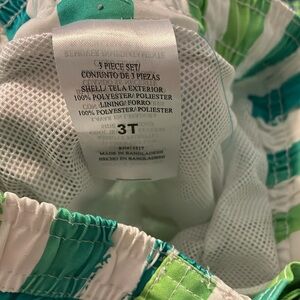 3 PIECE SET/
CONJUNTO DE 3 PIEZAS
SHELL/ TELA EXTERIOR
100% POLYESTER/ POLIESTER
LINING/ FORRO
100% POLYESTER/ POLIESTER
3T
MADE IN BANGLADESH
HECHO EN BANGLADESH